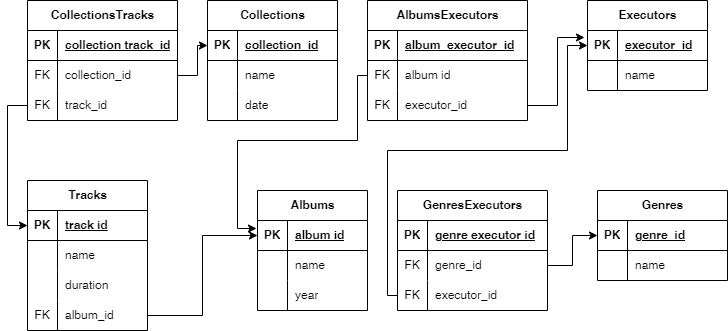 CollectionsTracks
PK collection track_id
FK collection_id
FK track_id
Collections
PK collection_id
name
date
AlbumsExecutors
PK album_executor_id
FK album id
FK executor_id
Executors
PK executor_id
name
Tracks
PK track id
name
duration
FK album_id
Albums
PK album id
name
year
GenresExecutors
PK genre executor id
FK genre_id
FK executor_id
Genres
PK genre_id
name